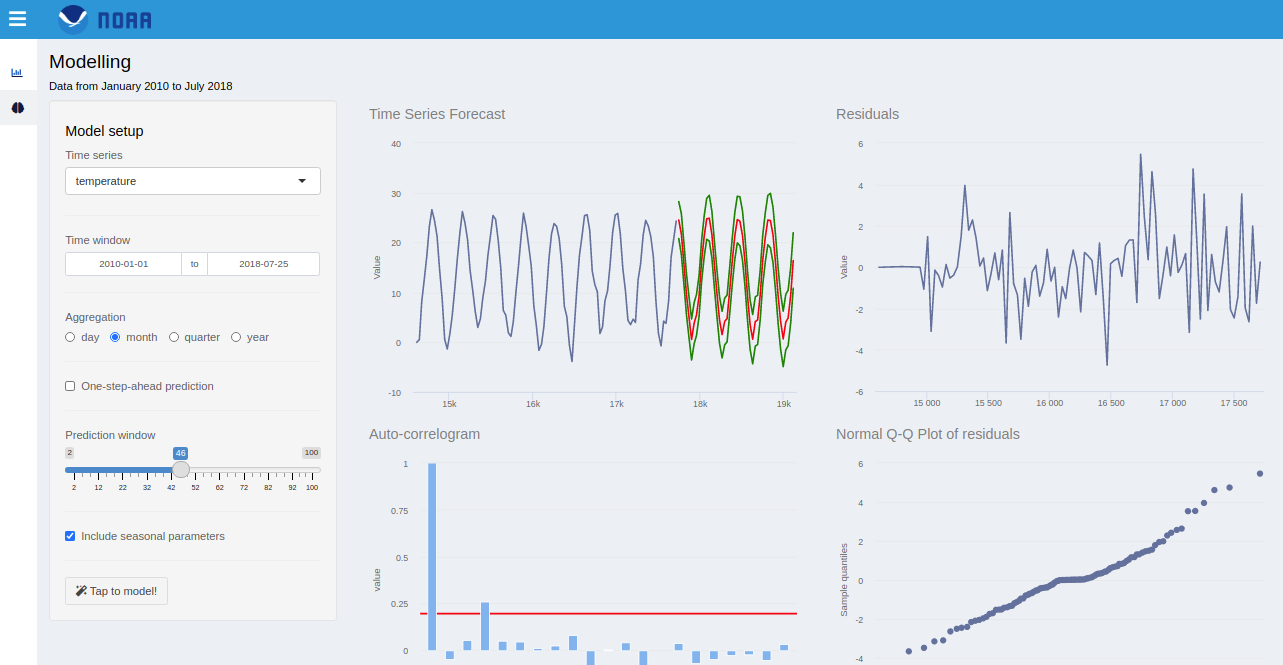 NOAA
Modelling
Data from January 2010 to July 2018
Model setup
Time series
temperature
Time window
2010-01-01 to 2018-07-25
Aggregation
day month quarter year
One-step-ahead prediction
Prediction window
2 46 100
2 12 22 32 42 52 62 72 82 92 100
Include seasonal parameters
Tap to model!
Time Series Forecast
40
30
20
10
0
-10
Value
15k 16k 17k 18k 19k
Residuals
6
4
2
0
-2
-4
-6
Value
15 000 15 500 16 000 16 500 17 000 17 500
Auto-correlogram
1
0.75
0.5
0.25
0
value
Normal Q-Q Plot of residuals
6
4
2
0
-2
-4
Sample quantiles